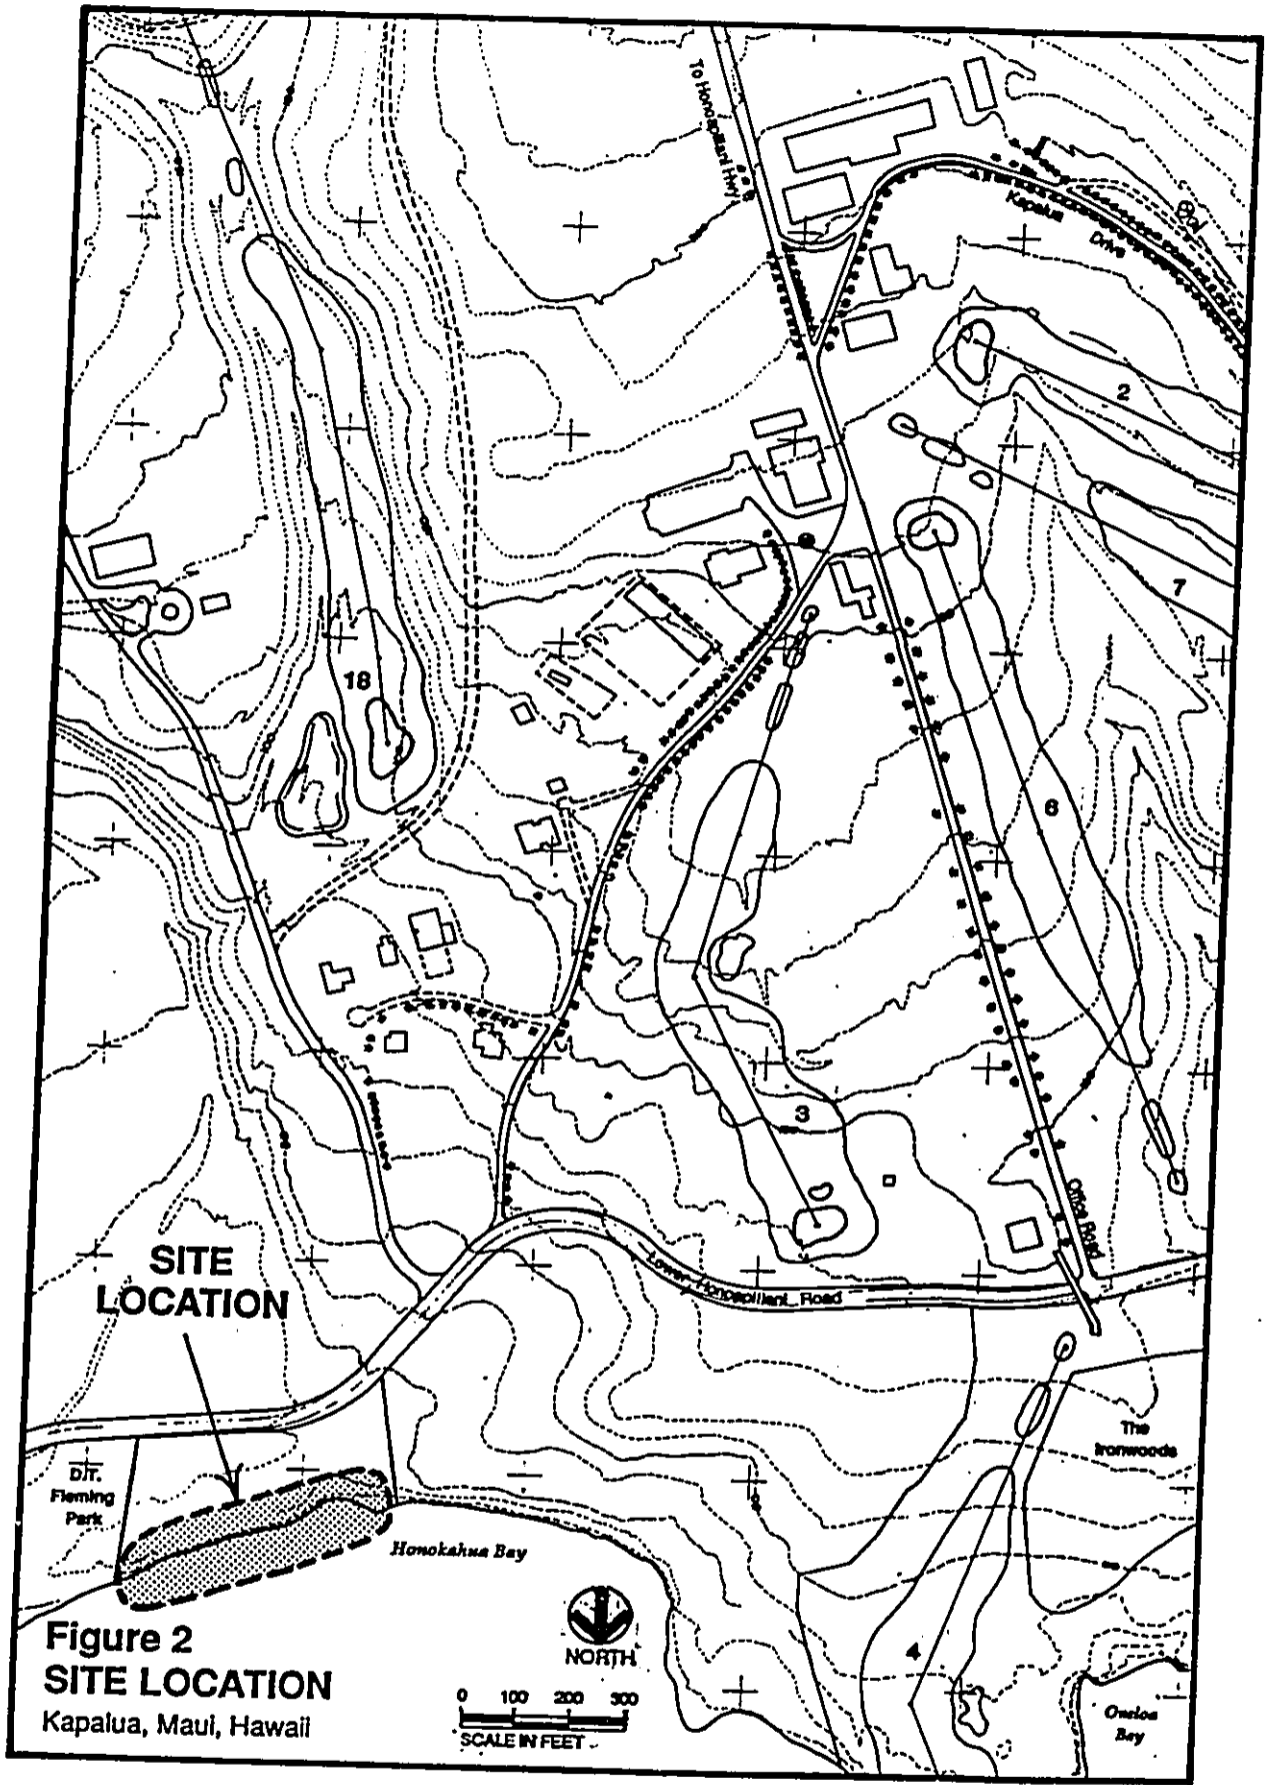 To Honoapiilani Hwy
Kapalua
Drive
2
7
18
6
3
Office Road
SITE
LOCATION
Lower Honoapiilani Road
The
Ironwoods
D.T.
Fleming
Park
Honokahua Bay
4
Oneloa
Bay
NORTH
Figure 2
SITE LOCATION
Kapalua, Maui, Hawaii
0 100 200 300
SCALE IN FEET